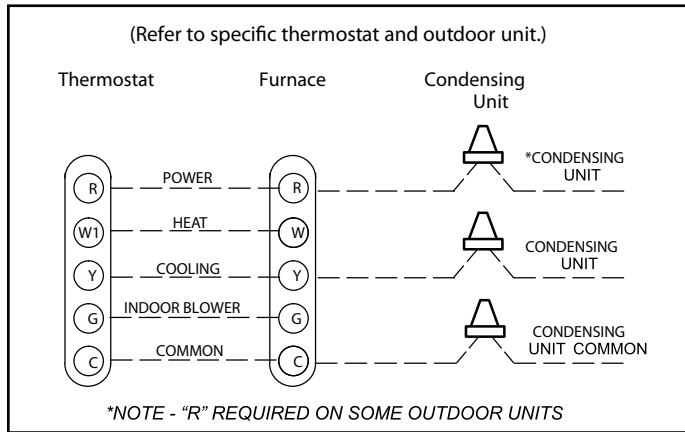 (Refer to specific thermostat and outdoor unit.)
Thermostat
Furnace
Condensing
Unit
R POWER R
*CONDENSING
UNIT
W1 HEAT W
Y COOLING Y
CONDENSING
UNIT
G INDOOR BLOWER G
C COMMON C
CONDENSING
UNIT COMMON
*NOTE - “R” REQUIRED ON SOME OUTDOOR UNITS